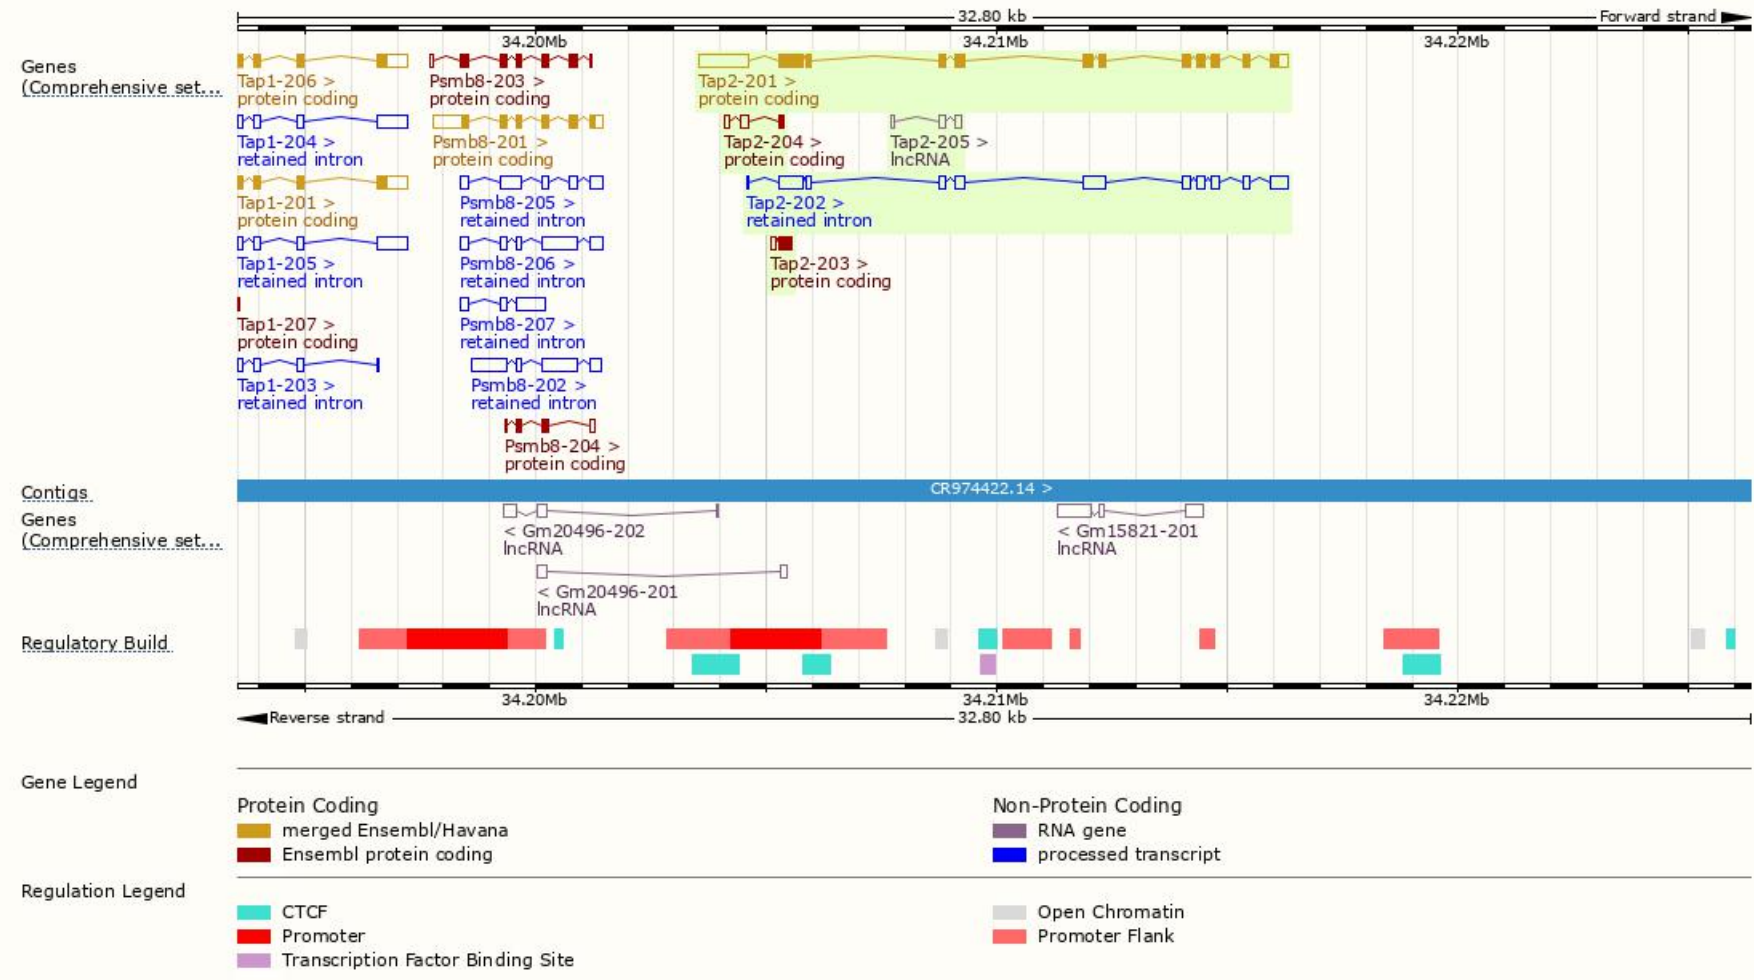 32.80 kb
Forward strand
34.20Mb 34.21Mb 34.22Mb
Genes
(Comprehensive set...
Tap1-206 > Psmb8-203 > Tap2-201 >
protein coding protein coding protein coding
Tap1-204 > Psmb8-201 > Tap2-204 > Tap2-205 >
retained intron protein coding protein coding lncRNA
Tap1-201 > Psmb8-205 > Tap2-202 >
protein coding retained intron retained intron
Tap1-205 > Psmb8-206 > Tap2-203 >
retained intron retained intron protein coding
Tap1-207 > Psmb8-207 >
protein coding retained intron
Tap1-203 > Psmb8-202 >
retained intron retained intron
Psmb8-204 >
protein coding
Contigs CR974422.14 >
Genes
(Comprehensive set...
< Gm20496-202 < Gm15821-201
lncRNA lncRNA
< Gm20496-201
lncRNA
Regulatory Build
34.20Mb 34.21Mb 34.22Mb
Reverse strand 32.80 kb
Gene Legend
Protein Coding Non-Protein Coding
merged Ensembl/Havana RNA gene
Ensembl protein coding processed transcript
Regulation Legend
CTCF Open Chromatin
Promoter Promoter Flank
Transcription Factor Binding Site